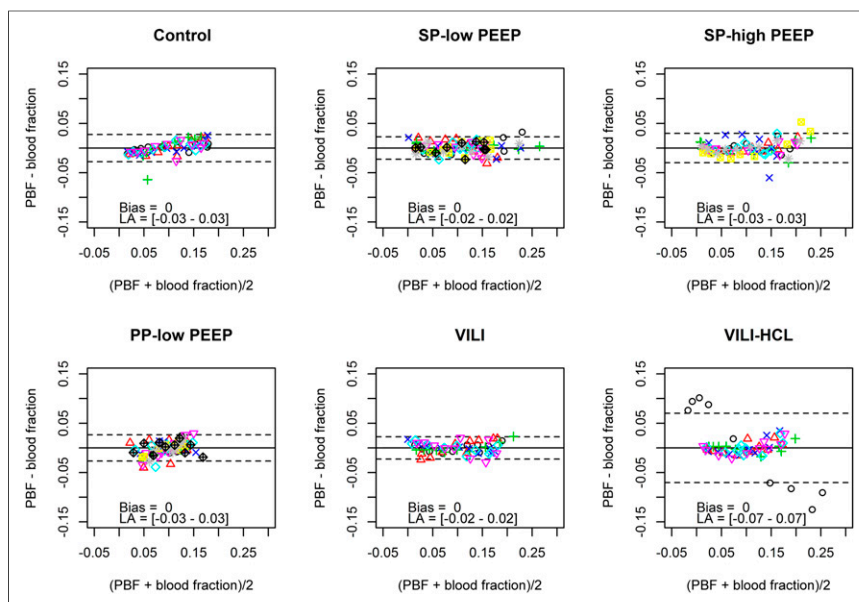 Control
SP-low PEEP
SP-high PEEP
PBF - blood fraction
-0.15 -0.05 0.05 0.15
Bias = 0
LA = [-0.03 - 0.03]
-0.05 0.05 0.15 0.25
(PBF + blood fraction)/2
PBF - blood fraction
-0.15 -0.05 0.05 0.15
Bias = 0
LA = [-0.02 - 0.02]
-0.05 0.05 0.15 0.25
(PBF + blood fraction)/2
PBF - blood fraction
-0.15 -0.05 0.05 0.15
Bias = 0
LA = [-0.03 - 0.03]
-0.05 0.05 0.15 0.25
(PBF + blood fraction)/2
PP-low PEEP
VILI
VILI-HCL
PBF - blood fraction
-0.15 -0.05 0.05 0.15
Bias = 0
LA = [-0.03 - 0.03]
-0.05 0.05 0.15 0.25
(PBF + blood fraction)/2
PBF - blood fraction
-0.15 -0.05 0.05 0.15
Bias = 0
LA = [-0.02 - 0.02]
-0.05 0.05 0.15 0.25
(PBF + blood fraction)/2
PBF - blood fraction
-0.15 -0.05 0.05 0.15
Bias = 0
LA = [-0.07 - 0.07]
-0.05 0.05 0.15 0.25
(PBF + blood fraction)/2